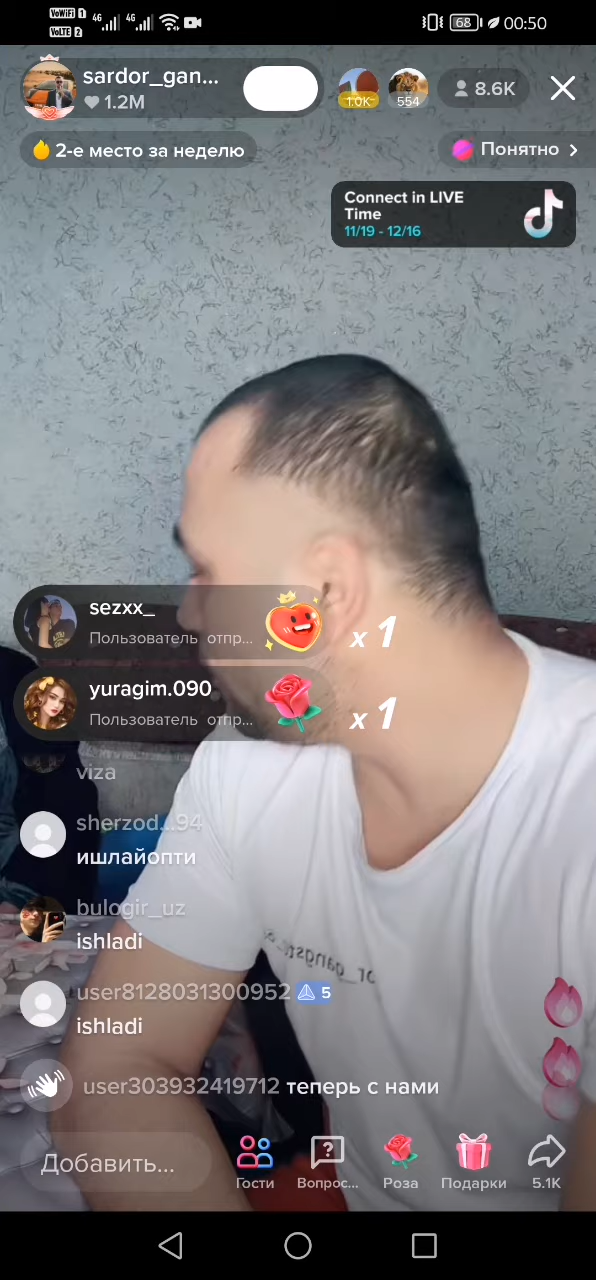 VoWiFi 1
VoLTE 2
4G
4G
68
00:50
sardor_gan...
1.2M
1.0K
554
8.6K
2-е место за неделю
Понятно
Connect in LIVE
Time
11/19 - 12/16
sezxx_
Пользователь отпр...
x 1
yuragim.090
Пользователь отпр...
x 1
viza
sherzod...94
ишлайопти
bulogir_uz
ishladi
user8128031300952 5
ishladi
user303932419712 теперь с нами
Добавить...
Гости
Вопрос...
Роза
Подарки
5.1K